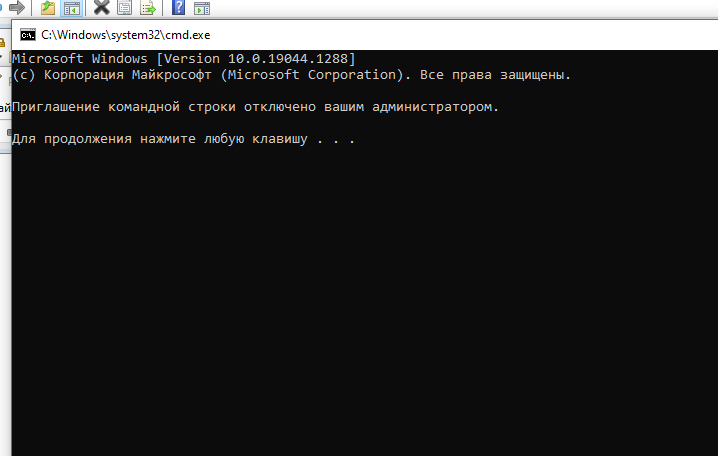 C:\Windows\system32\cmd.exe
Microsoft Windows [Version 10.0.19044.1288]
(c) Корпорация Майкрософт (Microsoft Corporation). Все права защищены.
Приглашение командной строки отключено вашим администратором.
Для продолжения нажмите любую клавишу . . .